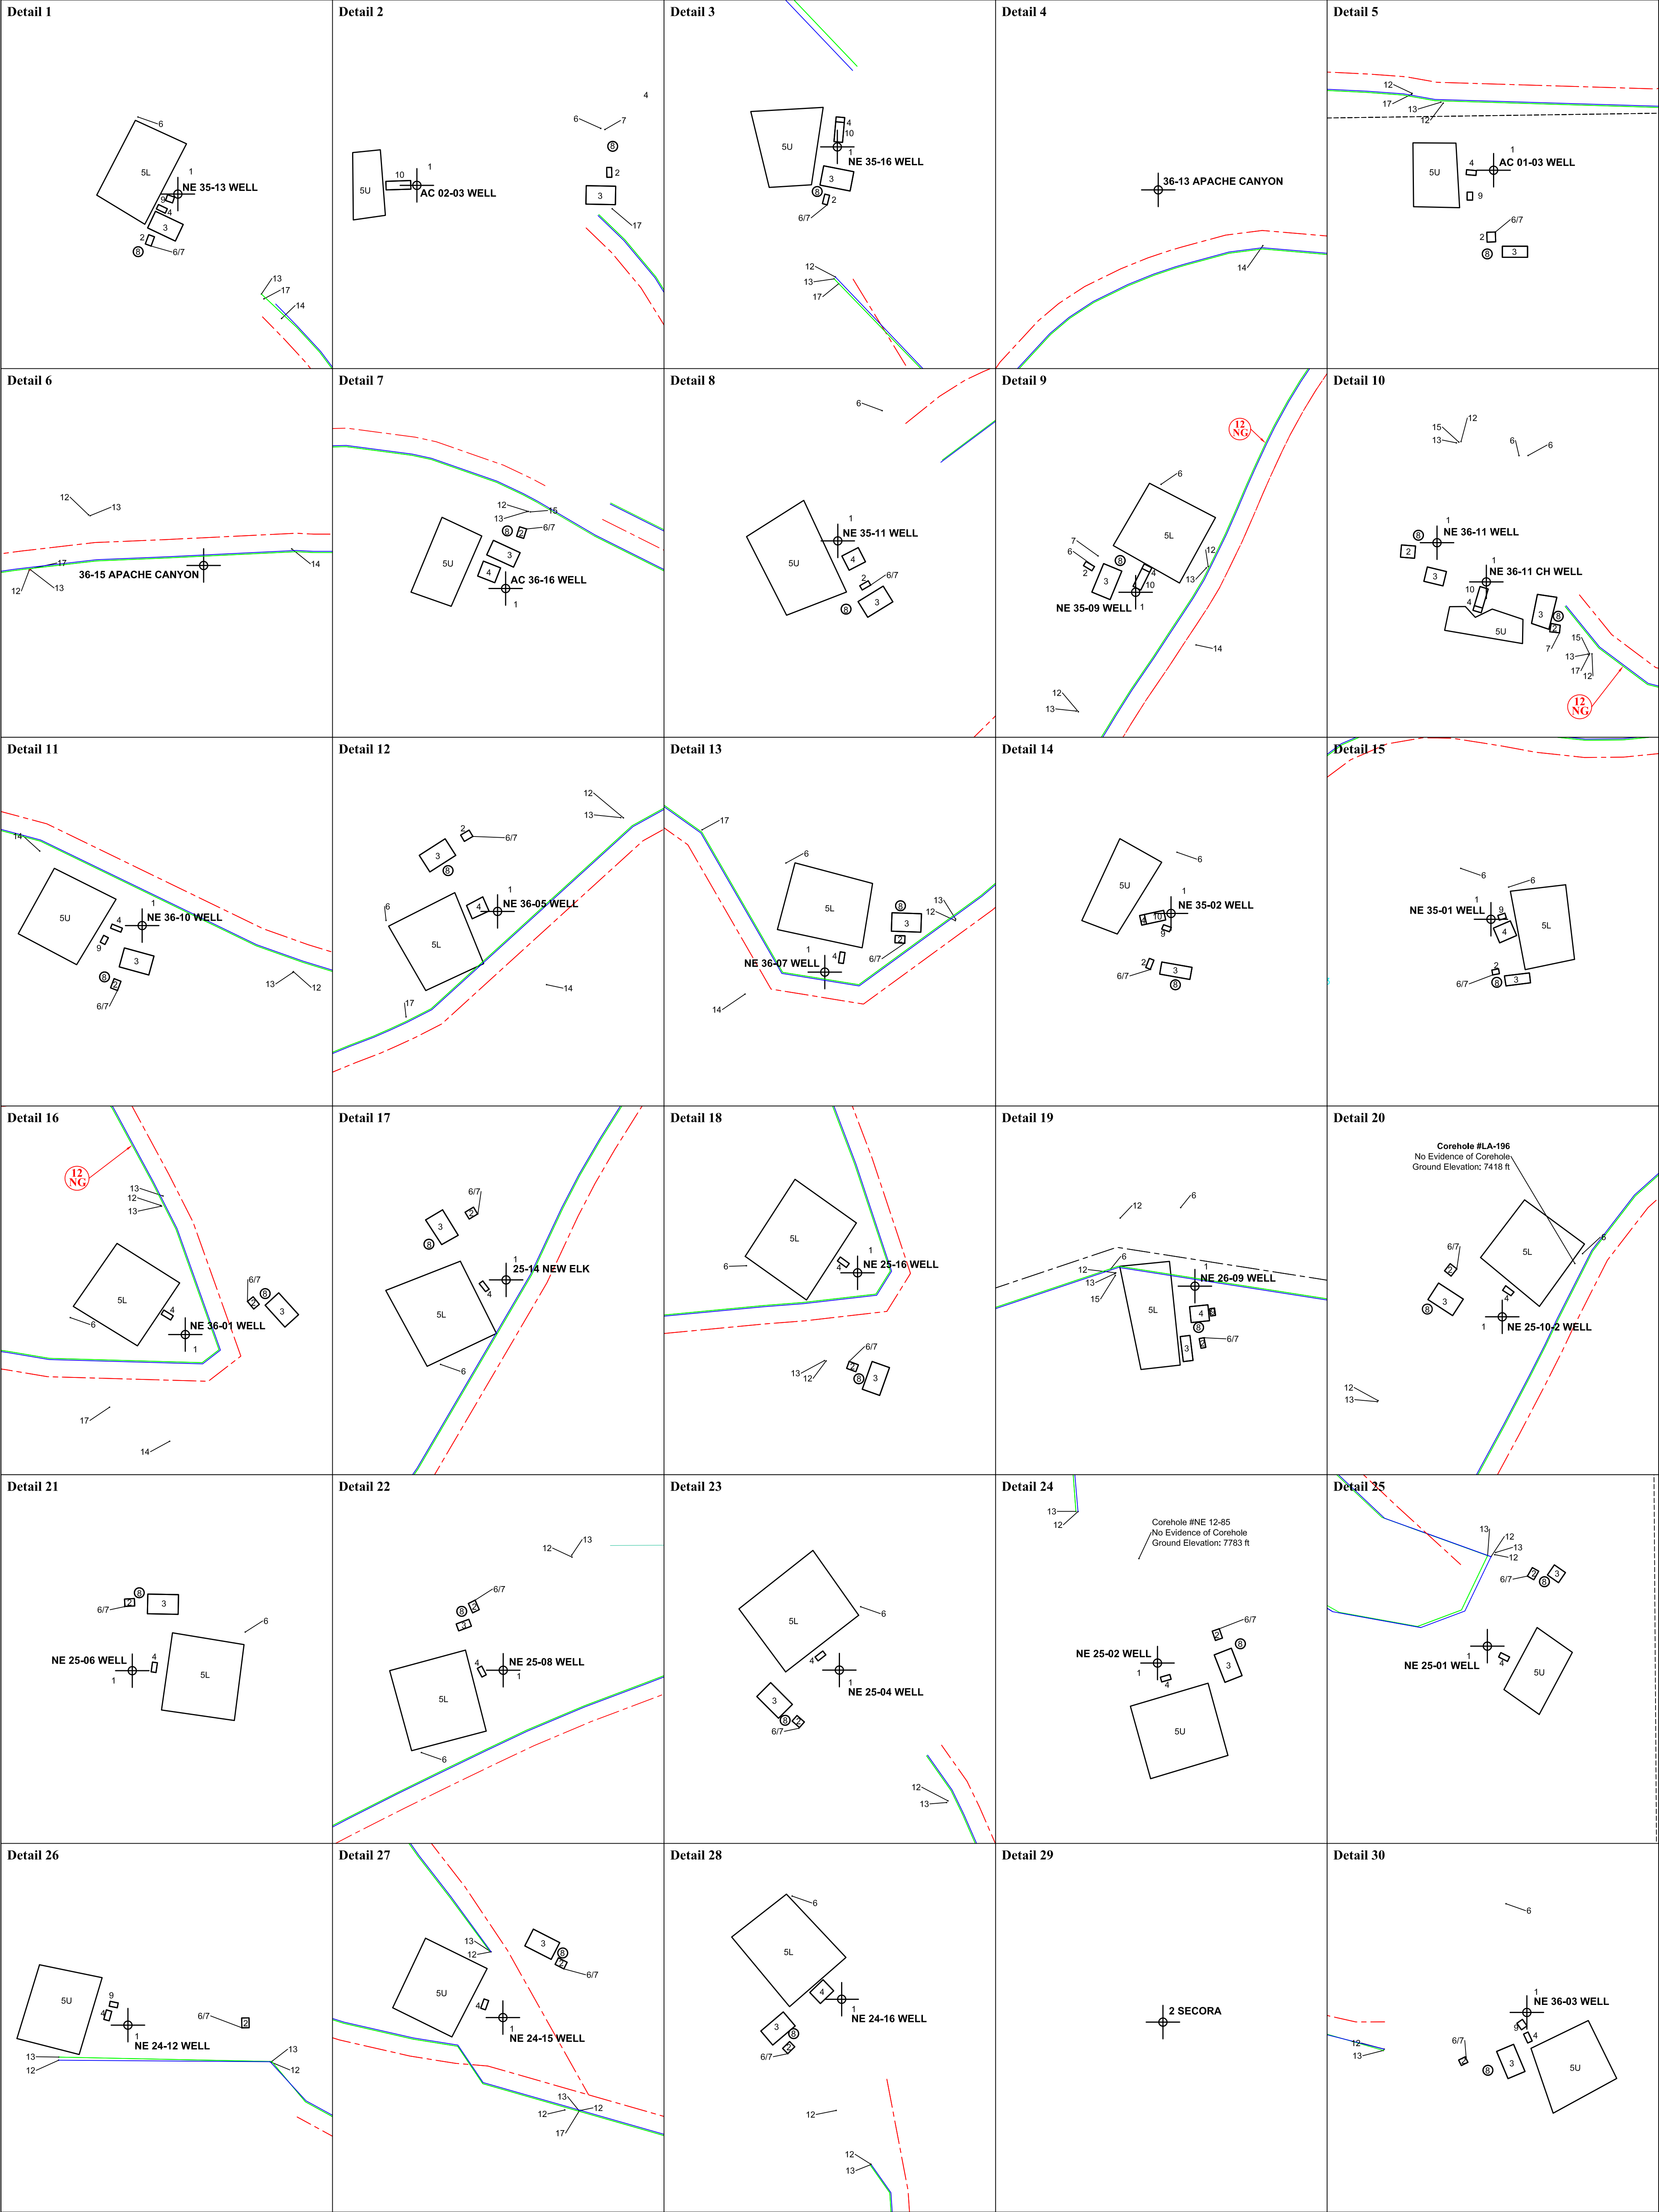 Detail 1
6
5L
1
NE 35-13 WELL
9
4
3
2
6/7
8
13
17
14
Detail 2
4
6
7
8
1
10
2
5U
AC 02-03 WELL
3
17
Detail 3
4
10
5U
1
NE 35-16 WELL
3
8
2
6/7
12
13
17
Detail 4
36-13 APACHE CANYON
14
Detail 5
12
17
13
12
1
4
AC 01-03 WELL
5U
9
6/7
2
8
3
Detail 6
12
13
17
36-15 APACHE CANYON
14
12
13
Detail 7
12
15
13
8
2
6/7
3
5U
4
AC 36-16 WELL
1
Detail 8
6
1
NE 35-11 WELL
4
5U
2
6/7
3
8
Detail 9
12
NG
6
5L
7
6
12
8
2
4
3
10
13
NE 35-09 WELL
1
14
Detail 10
12
15
13
6
6
1
8
NE 36-11 WELL
2
1
NE 36-11 CH WELL
3
10
4
3
8
5U
2
15
7
13
17
12
12
NG
Detail 11
14
5U
4
NE 36-10 WELL
1
9
3
8
2
6/7
13
12
Detail 12
12
13
2
6/7
3
8
1
6
4
NE 36-05 WELL
5L
14
17
Detail 13
17
6
5L
8
13
12
3
2
4
1
6/7
NE 36-07 WELL
14
Detail 14
6
5U
1
NE 35-02 WELL
4
10
9
2
6/7
3
8
Detail 15
6
6
1
NE 35-01 WELL
9
4
5L
2
6/7
8
3
Detail 16
12
NG
13
12
13
6/7
8
5L
2
3
4
6
NE 36-01 WELL
1
17
14
Detail 17
6/7
2
3
8
1
25-14 NEW ELK
4
5L
6
Detail 18
5L
1
6
4
NE 25-16 WELL
6/7
13
12
2
8
3
Detail 19
6
12
6
12
1
13
NE 26-09 WELL
15
5L
4
8
3
6/7
Detail 20
Corehole #LA-196
No Evidence of Corehole
Ground Elevation: 7418 ft
6
6/7
5L
2
4
3
8
1
NE 25-10-2 WELL
12
13
Detail 21
8
2
3
6/7
6
NE 25-06 WELL
4
1
5L
Detail 22
13
12
6/7
2
8
3
4
NE 25-08 WELL
1
5L
6
Detail 23
5L
6
4
1
NE 25-04 WELL
3
8
2
6/7
12
13
Detail 24
13
12
Corehole #NE 12-85
No Evidence of Corehole
Ground Elevation: 7783 ft
6/7
2
8
NE 25-02 WELL
3
1
4
5U
Detail 25
13
12
13
12
2
3
6/7
8
1
4
NE 25-01 WELL
5U
Detail 26
9
5U
4
6/7
2
1
NE 24-12 WELL
13
13
12
12
Detail 27
13
12
3
8
2
6/7
5U
4
1
NE 24-15 WELL
13
12
12
17
Detail 28
6
5L
4
1
NE 24-16 WELL
3
8
2
6/7
12
12
13
Detail 29
2 SECORA
Detail 30
6
1
NE 36-03 WELL
9
4
12
13
6/7
3
8
5U